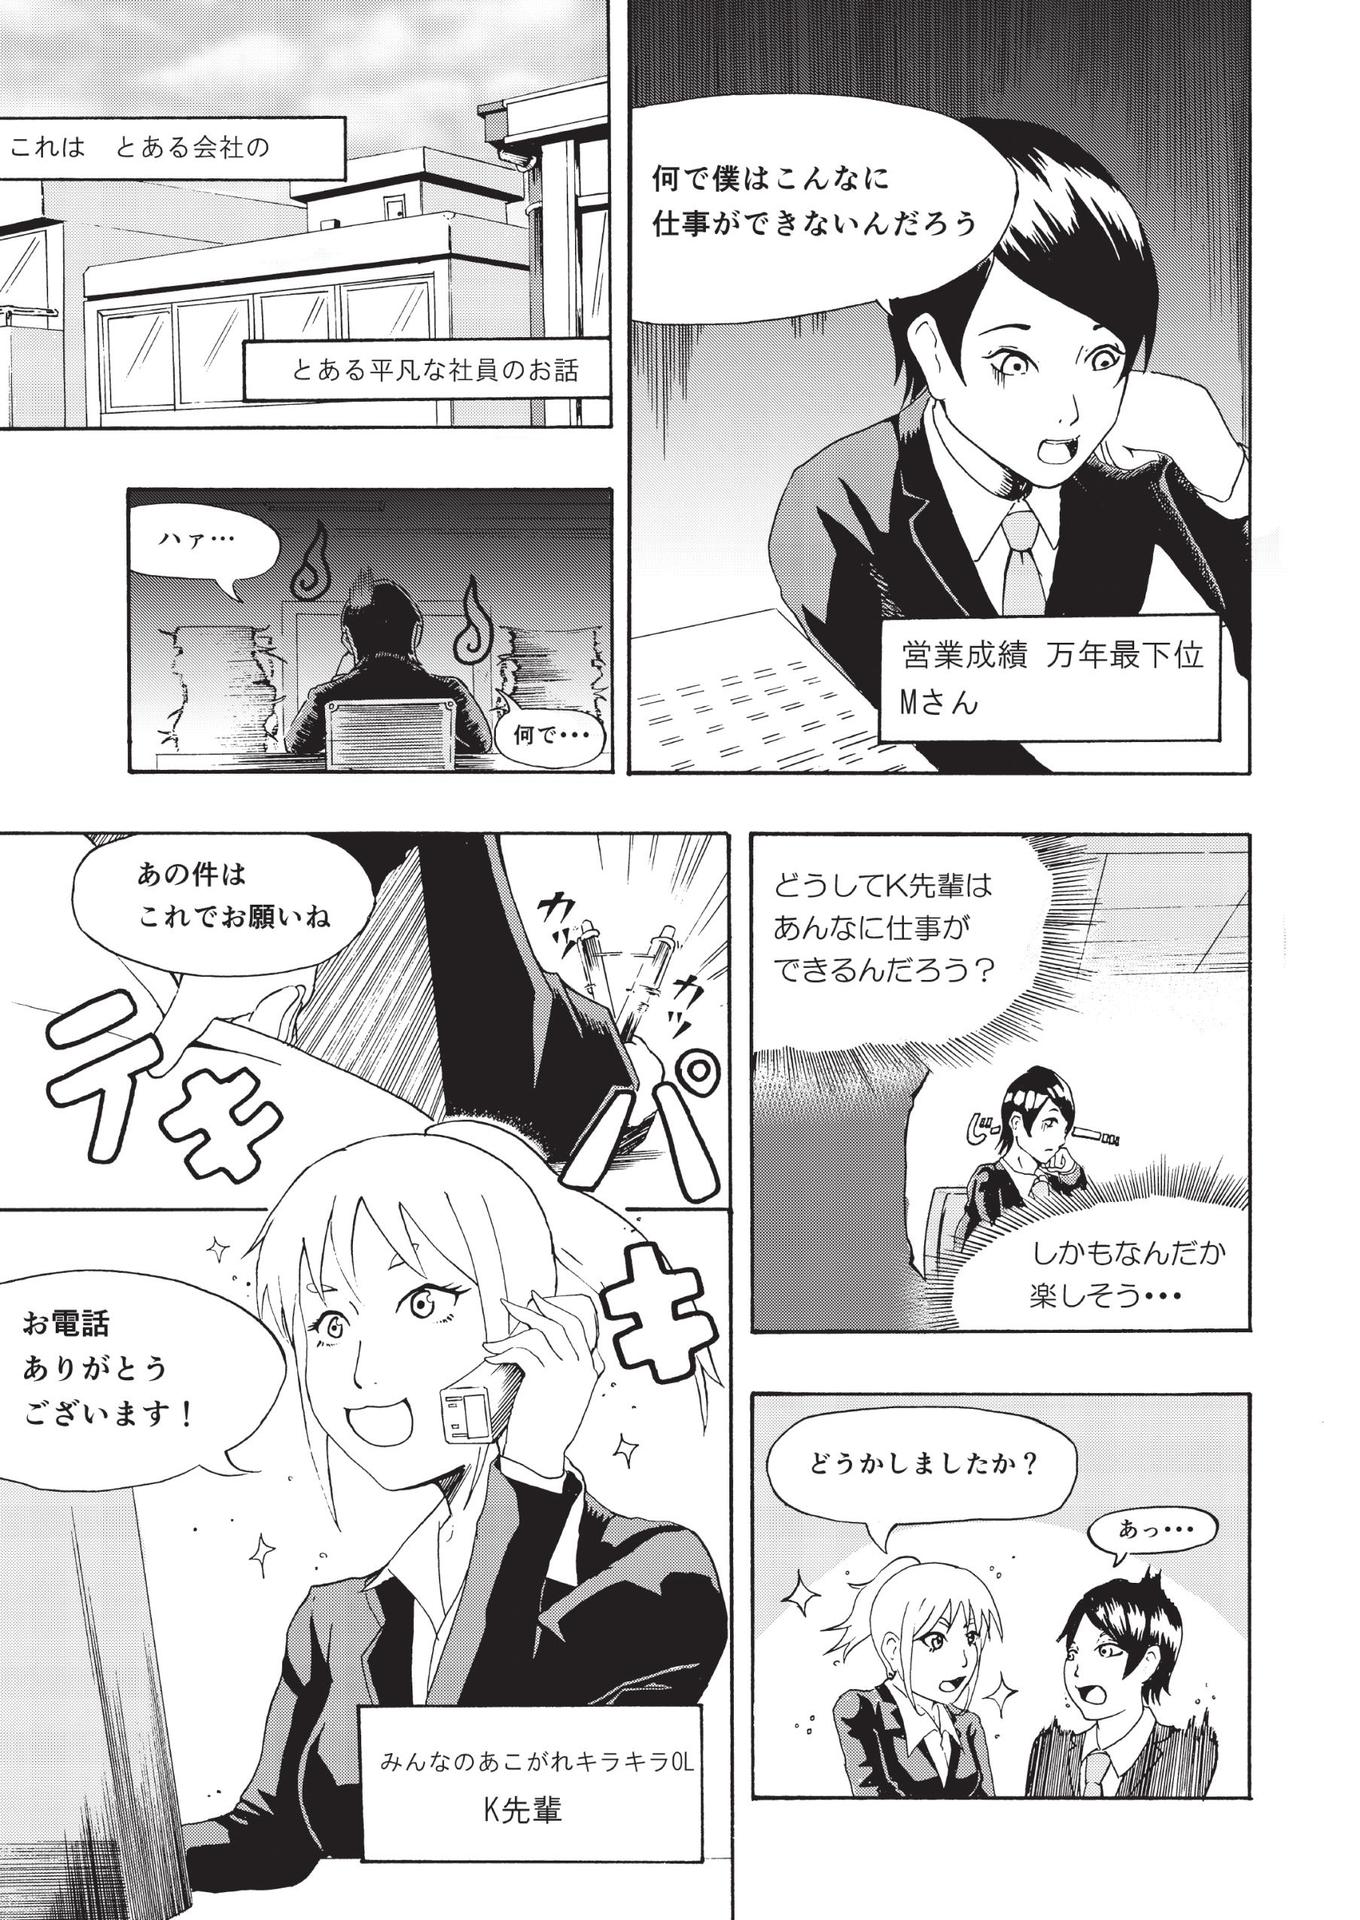 これは　とある会社の
とある平凡な社員のお話
ハァ…
何で・・・
何で僕はこんなに
仕事ができないんだろう
営業成績 万年最下位
Mさん
あの件は
これでお願いね
カッ
カッ
テキ
パキ
お電話
ありがとう
ございます！
みんなのあこがれキラキラOL
K先輩
どうしてK先輩は
あんなに仕事が
できるんだろう？
じー
しかもなんだか
楽しそう・・・
どうかしましたか？
あっ・・・